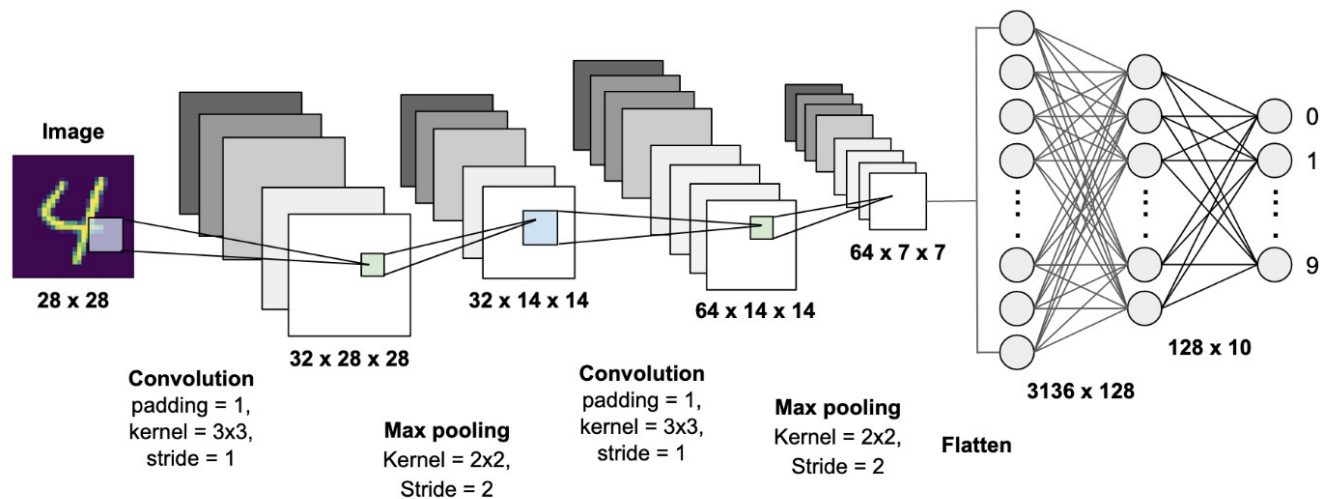 Image
28 x 28
Convolution
padding = 1,
kernel = 3x3,
stride = 1
32 x 28 x 28
Max pooling
Kernel = 2x2,
Stride = 2
32 x 14 x 14
Convolution
padding = 1,
kernel = 3x3,
stride = 1
64 x 14 x 14
Max pooling
Kernel = 2x2,
Stride = 2
64 x 7 x 7
Flatten
3136 x 128
128 x 10
0
1
9